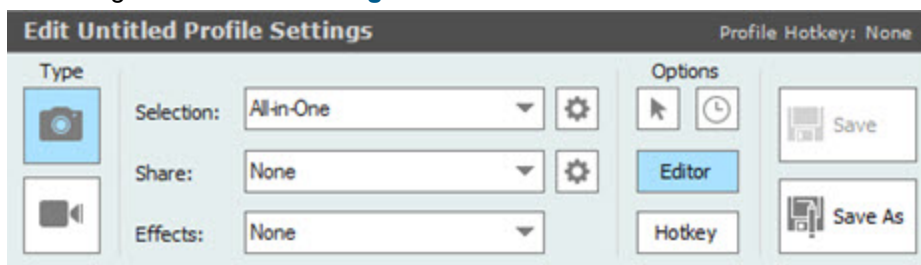 Edit Untitled Profile Settings
Profile Hotkey: None
Type
Options
Selection:
All-in-One
Save
Share:
None
Editor
Effects:
None
Hotkey
Save As